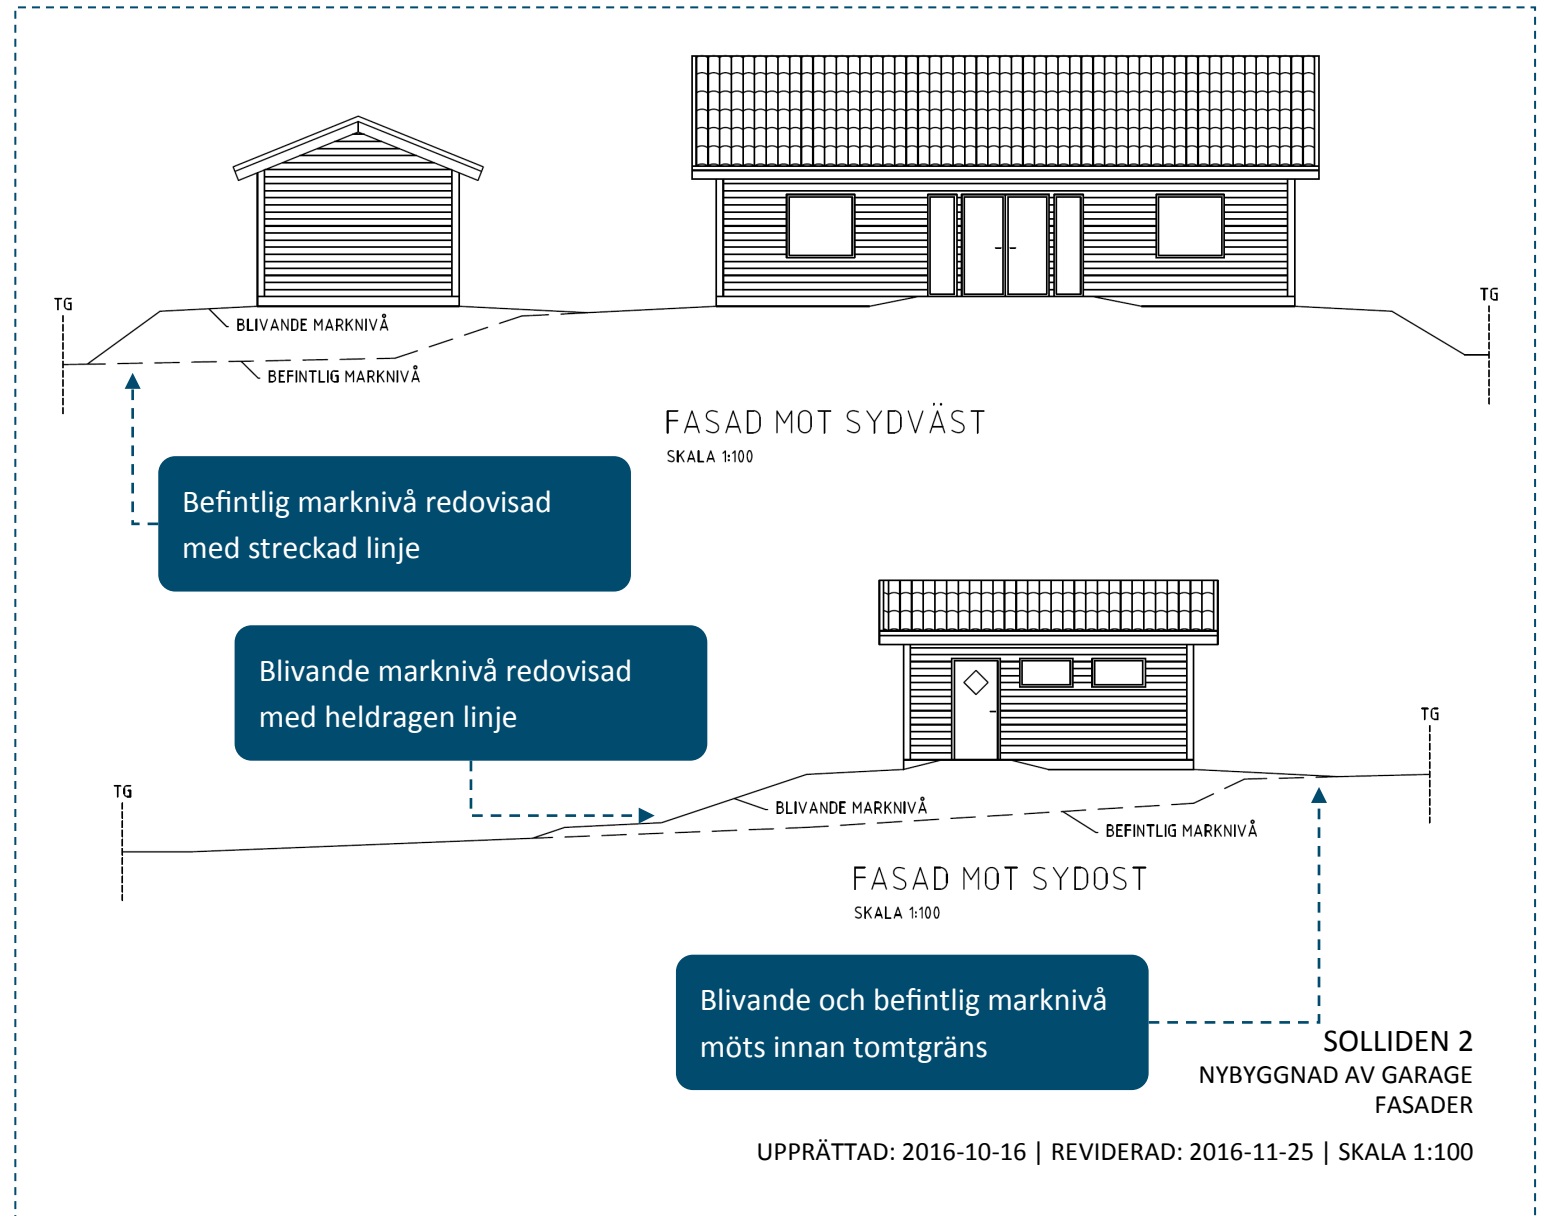 TG
TG
BLIVANDE MARKNIVÅ
BEFINTLIG MARKNIVÅ
FASAD MOT SYDVÄST
SKALA 1:100
Befintlig marknivå redovisad
med streckad linje
Blivande marknivå redovisad
med heldragen linje
TG
TG
BLIVANDE MARKNIVÅ
BEFINTLIG MARKNIVÅ
FASAD MOT SYDOST
SKALA 1:100
Blivande och befintlig marknivå
möts innan tomtgräns
SOLLIDEN 2
NYBYGGNAD AV GARAGE
FASADER
UPPRÄTTAD: 2016-10-16 | REVIDERAD: 2016-11-25 | SKALA 1:100